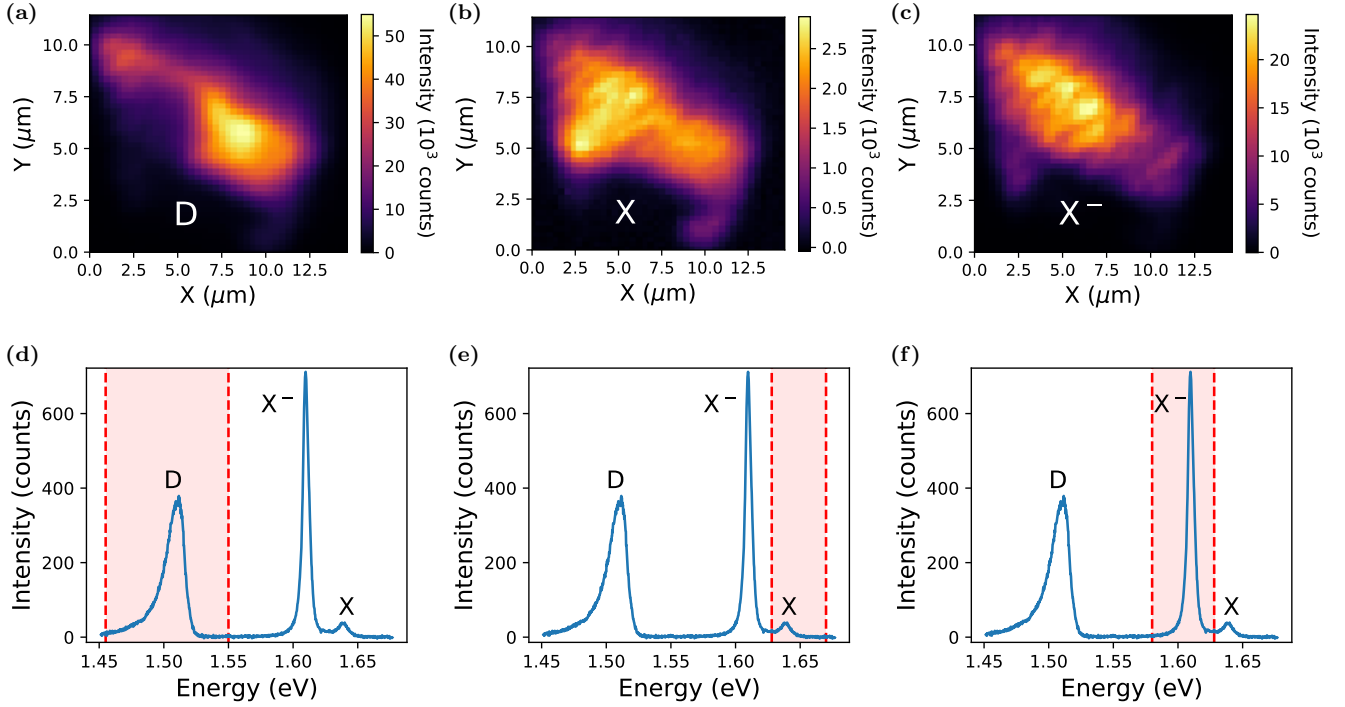 (a)
10.0
7.5
5.0
2.5
0.0
Y (μm)
0.0 2.5 5.0 7.5 10.0 12.5
X (μm)
D
50
40
30
20
10
0
Intensity (10³ counts)
(b)
10.0
7.5
5.0
2.5
0.0
Y (μm)
0.0 2.5 5.0 7.5 10.0 12.5
X (μm)
X
2.5
2.0
1.5
1.0
0.5
0.0
Intensity (10³ counts)
(c)
10.0
7.5
5.0
2.5
0.0
Y (μm)
0.0 2.5 5.0 7.5 10.0 12.5
X (μm)
X⁻
20
15
10
5
0
Intensity (10³ counts)
(d)
600
400
200
0
Intensity (counts)
X⁻
D
X
1.45 1.50 1.55 1.60 1.65
Energy (eV)
(e)
600
400
200
0
Intensity (counts)
X⁻
D
X
1.45 1.50 1.55 1.60 1.65
Energy (eV)
(f)
600
400
200
0
Intensity (counts)
X⁻
D
X
1.45 1.50 1.55 1.60 1.65
Energy (eV)